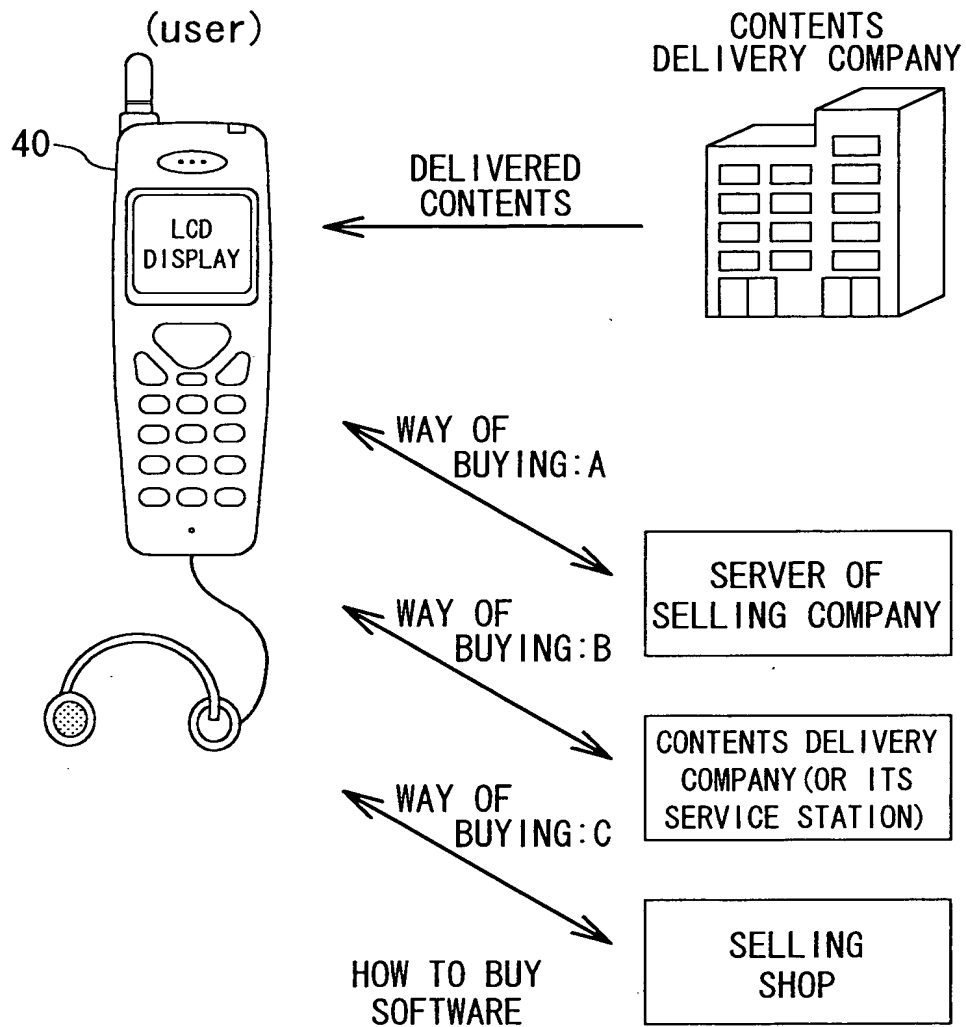 (user)
CONTENTS
DELIVERY COMPANY
40
DELIVERED
CONTENTS
LCD
DISPLAY
WAY OF
BUYING:A
SERVER OF
SELLING COMPANY
WAY OF
BUYING:B
CONTENTS DELIVERY
COMPANY(OR ITS
SERVICE STATION)
WAY OF
BUYING:C
SELLING
SHOP
HOW TO BUY
SOFTWARE